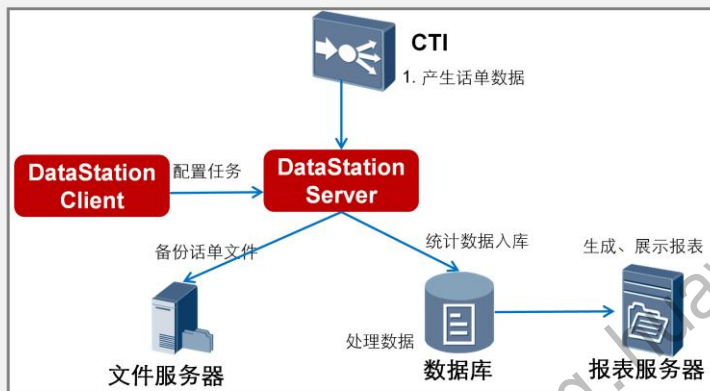 CTI
1. 产生话单数据
DataStation
Client
配置任务
DataStation
Server
备份话单文件
统计数据入库
生成、展示报表
处理数据
文件服务器
数据库
报表服务器